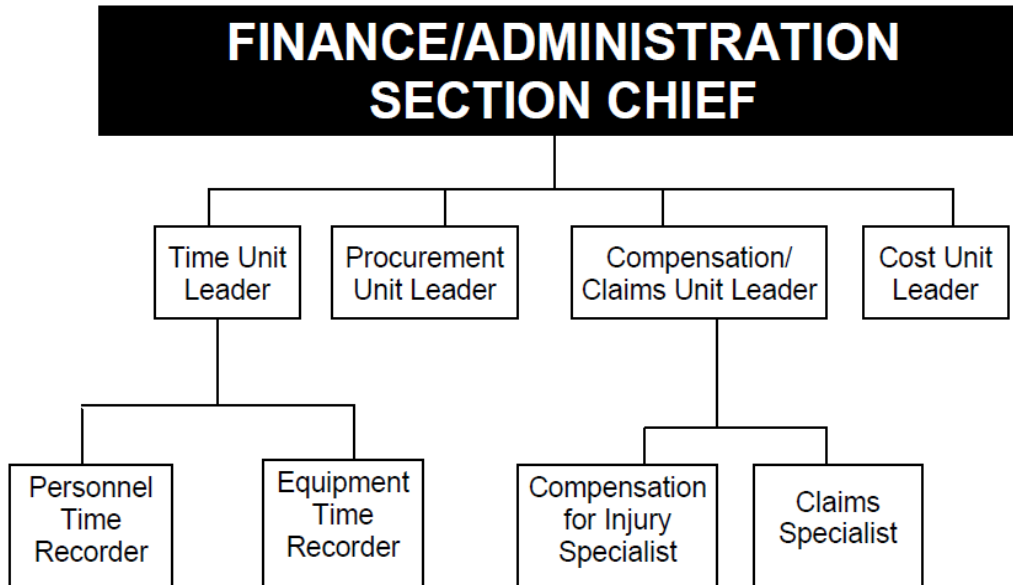 FINANCE/ADMINISTRATION
SECTION CHIEF
Time Unit
Leader
Procurement
Unit Leader
Compensation/
Claims Unit Leader
Cost Unit
Leader
Personnel
Time
Recorder
Equipment
Time
Recorder
Compensation
for Injury
Specialist
Claims
Specialist